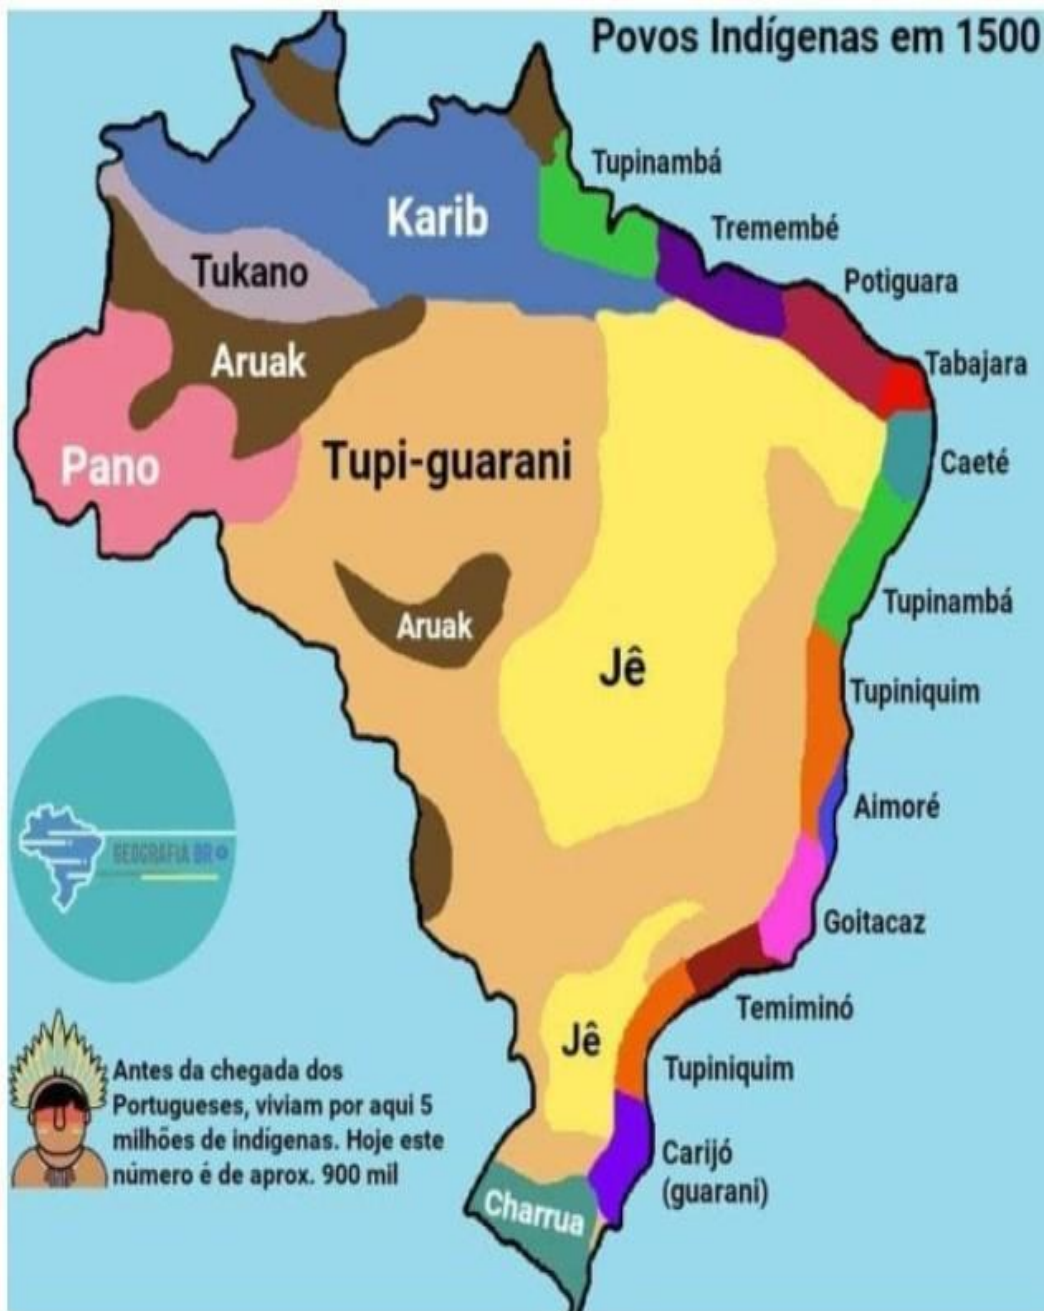 Povos Indígenas em 1500
Tupinambá
Tremembé
Karib
Potiguara
Tukano
Aruak
Tabajara
Pano
Tupi-guarani
Caeté
Tupinambá
Aruak
Jê
Tupiniquim
Aimoré
GEOGRAFIA BR
Goitacaz
Temiminó
Jê
Tupiniquim
Antes da chegada dos
Portugueses, viviam por aqui 5
milhões de indígenas. Hoje este
número é de aprox. 900 mil
Carijó
(guarani)
Charrua